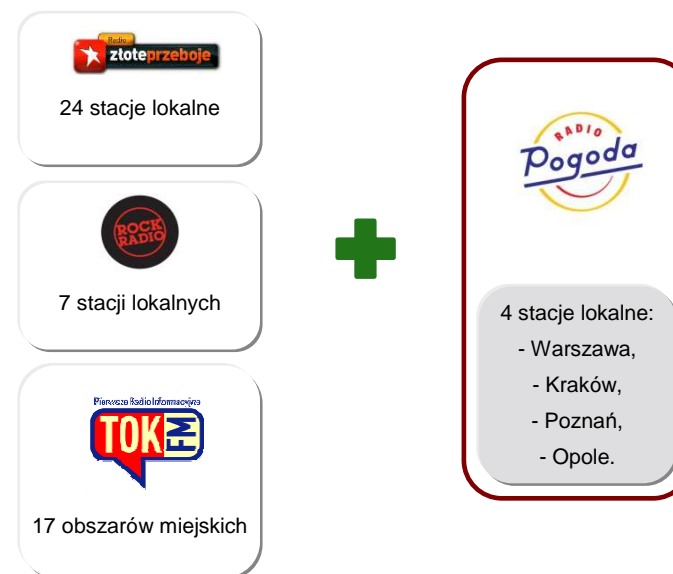 Radio
złoteprzeboje
24 stacje lokalne
ROCK
RADIO
7 stacji lokalnych
Pierwsze Radio Informacyjne
TOK
FM
17 obszarów miejskich
RADIO
Pogoda
4 stacje lokalne:
- Warszawa,
- Kraków,
- Poznań,
- Opole.